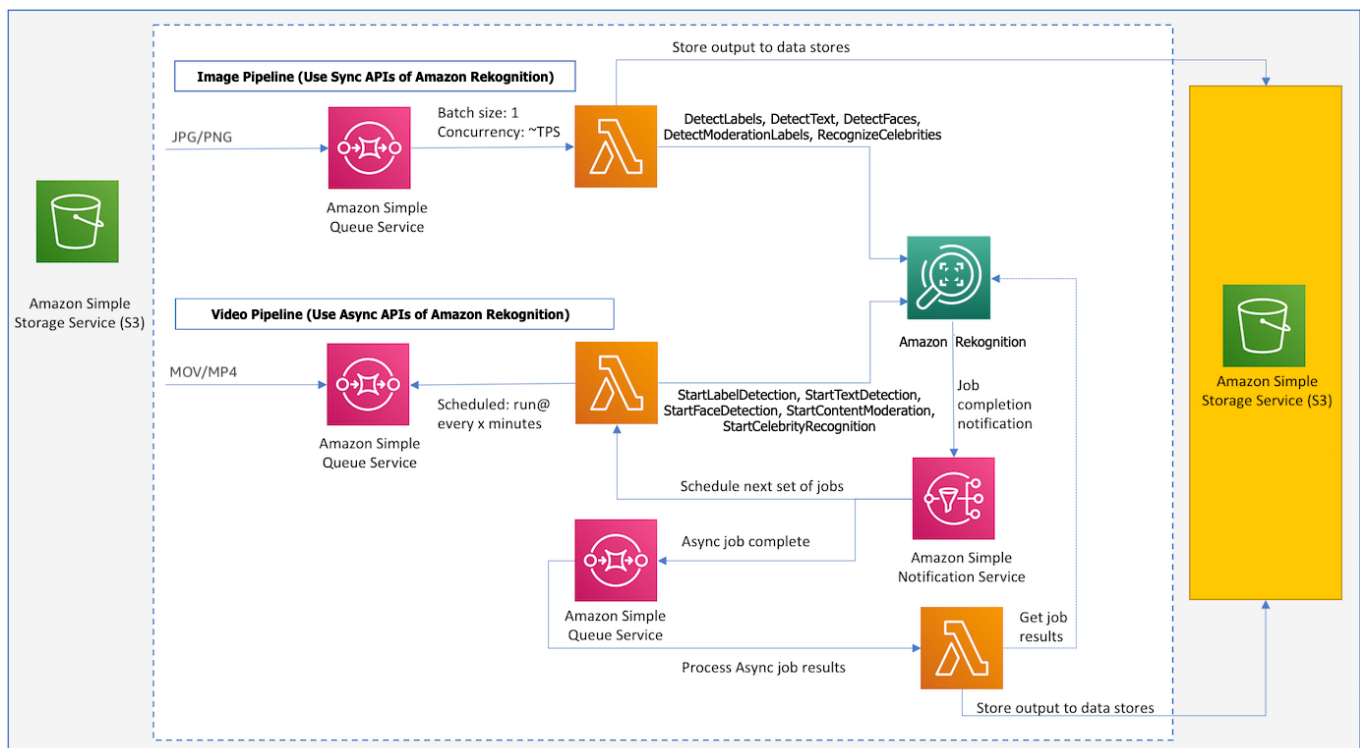 Store output to data stores
Image Pipeline (Use Sync APIs of Amazon Rekognition)
Batch size: 1
Concurrency: ~TPS
JPG/PNG
DetectLabels, DetectText, DetectFaces,
DetectModerationLabels, RecognizeCelebrities
Amazon Simple
Queue Service
Amazon Simple
Storage Service (S3)
Video Pipeline (Use Async APIs of Amazon Rekognition)
Amazon Rekognition
MOV/MP4
Scheduled: run@
every x minutes
StartLabelDetection, StartTextDetection,
StartFaceDetection, StartContentModeration,
StartCelebrityRecognition
Job
completion
notification
Amazon Simple
Storage Service (S3)
Amazon Simple
Queue Service
Schedule next set of jobs
Async job complete
Amazon Simple
Notification Service
Amazon Simple
Queue Service
Get job
results
Process Async job results
Store output to data stores